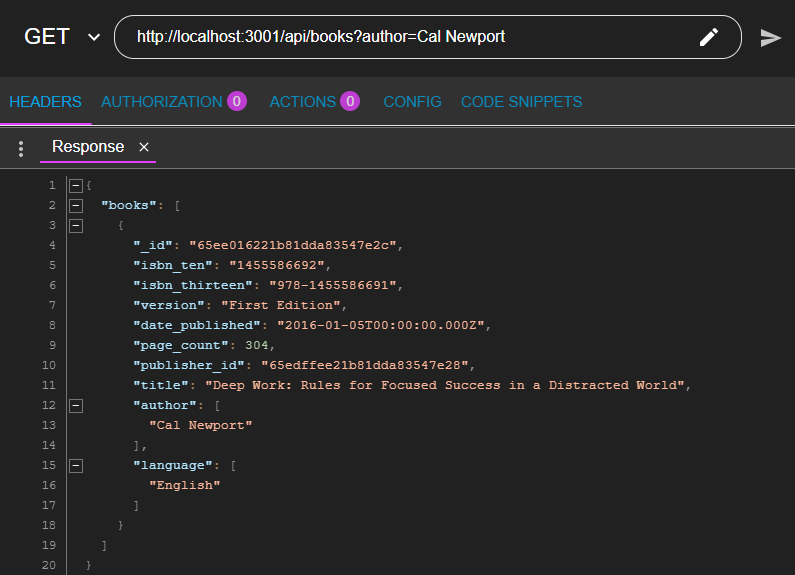 GET http://localhost:3001/api/books?author=Cal Newport
HEADERS AUTHORIZATION 0 ACTIONS 0 CONFIG CODE SNIPPETS
Response ×
1 {
2 "books": [
3 {
4 "_id": "65ee016221b81dda83547e2c",
5 "isbn_ten": "1455586692",
6 "isbn_thirteen": "978-1455586691",
7 "version": "First Edition",
8 "date_published": "2016-01-05T00:00:00.000Z",
9 "page_count": 304,
10 "publisher_id": "65edffee21b81dda83547e28",
11 "title": "Deep Work: Rules for Focused Success in a Distracted World",
12 "author": [
13 "Cal Newport"
14 ],
15 "language": [
16 "English"
17 ]
18 }
19 ]
20 }